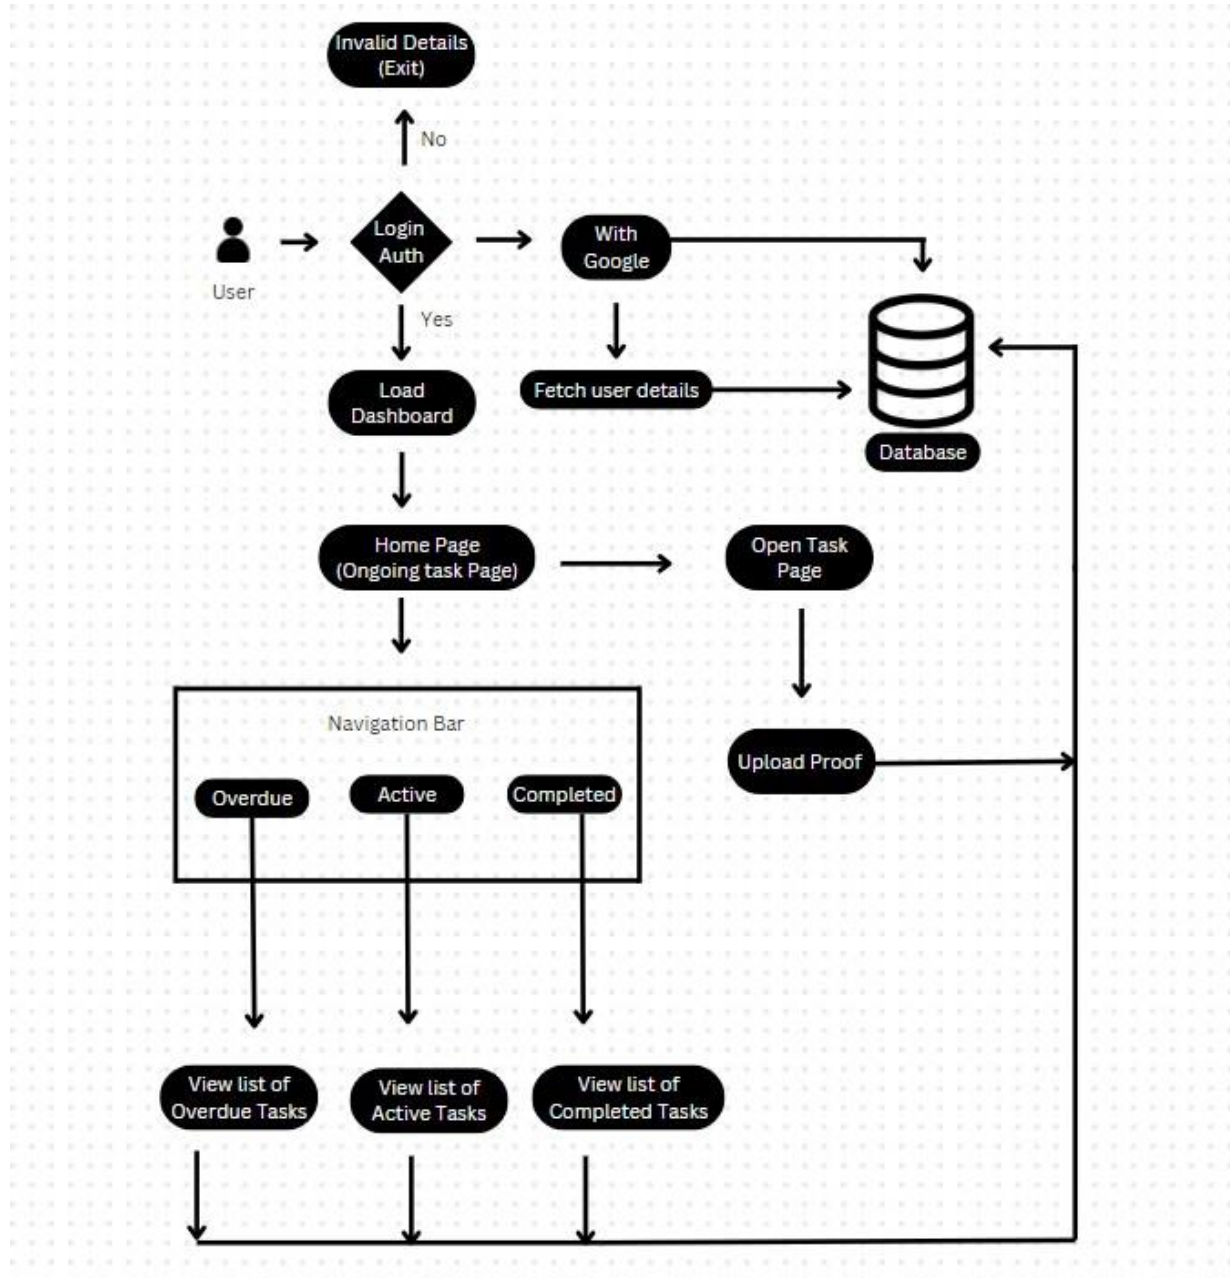 Invalid Details
(Exit)
No
Login
Auth
With
Google
User
Yes
Load
Dashboard
Fetch user details
Database
Home Page
(Ongoing task Page)
Open Task
Page
Navigation Bar
Upload Proof
Overdue
Active
Completed
View list of
Overdue Tasks
View list of
Active Tasks
View list of
Completed Tasks